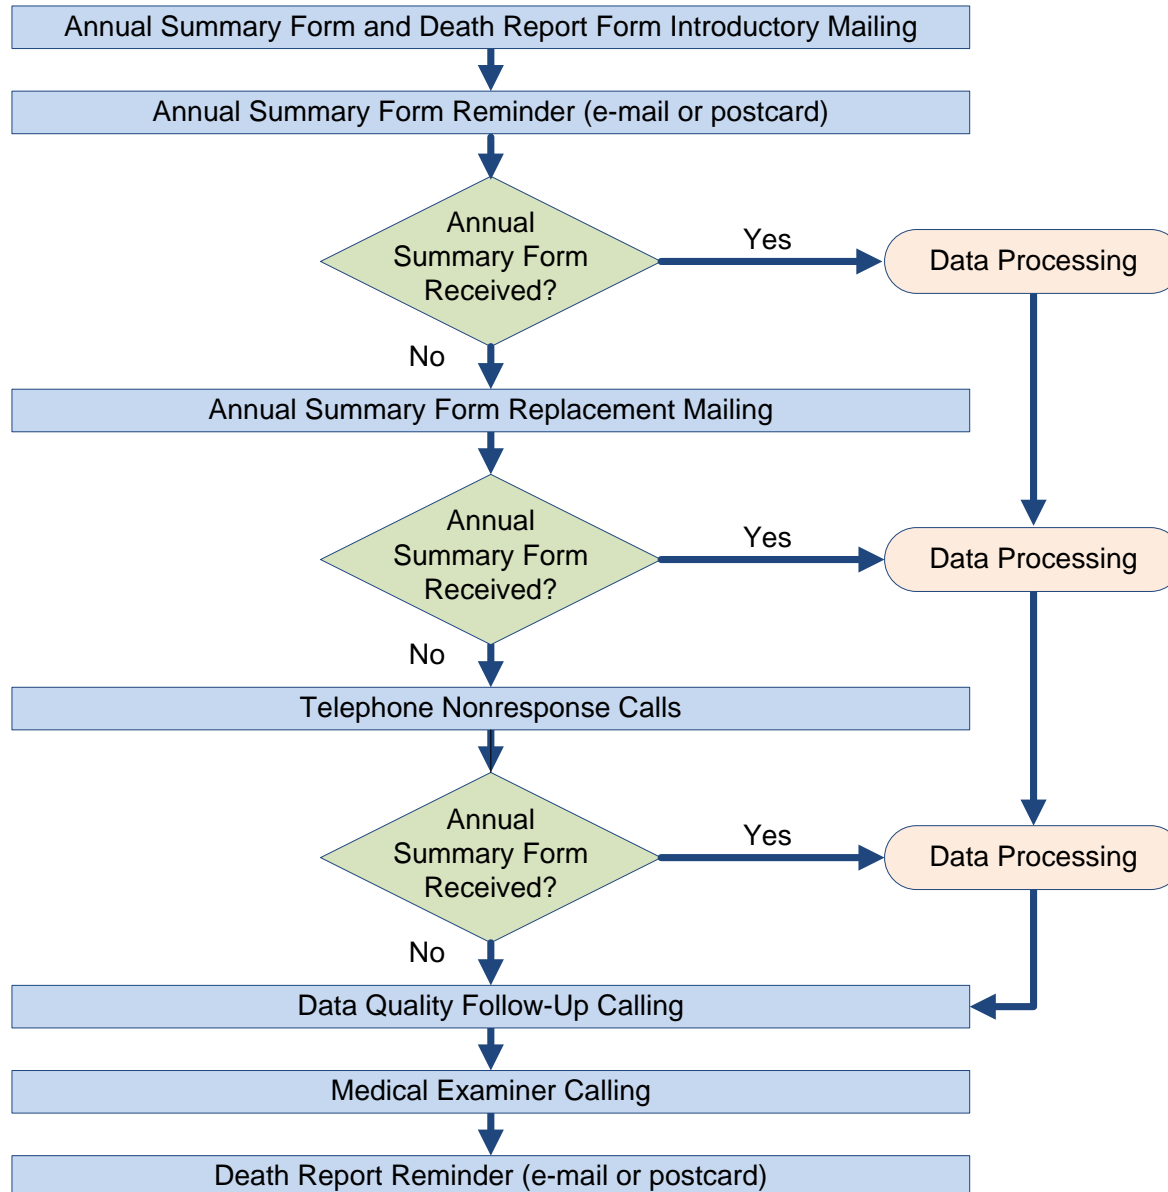 Annual Summary Form and Death Report Form Introductory Mailing
Annual Summary Form Reminder (e-mail or postcard)
Annual
Summary Form
Received?
Yes
Data Processing
No
Annual Summary Form Replacement Mailing
Annual
Summary Form
Received?
Yes
Data Processing
No
Telephone Nonresponse Calls
Annual
Summary Form
Received?
Yes
Data Processing
No
Data Quality Follow-Up Calling
Medical Examiner Calling
Death Report Reminder (e-mail or postcard)